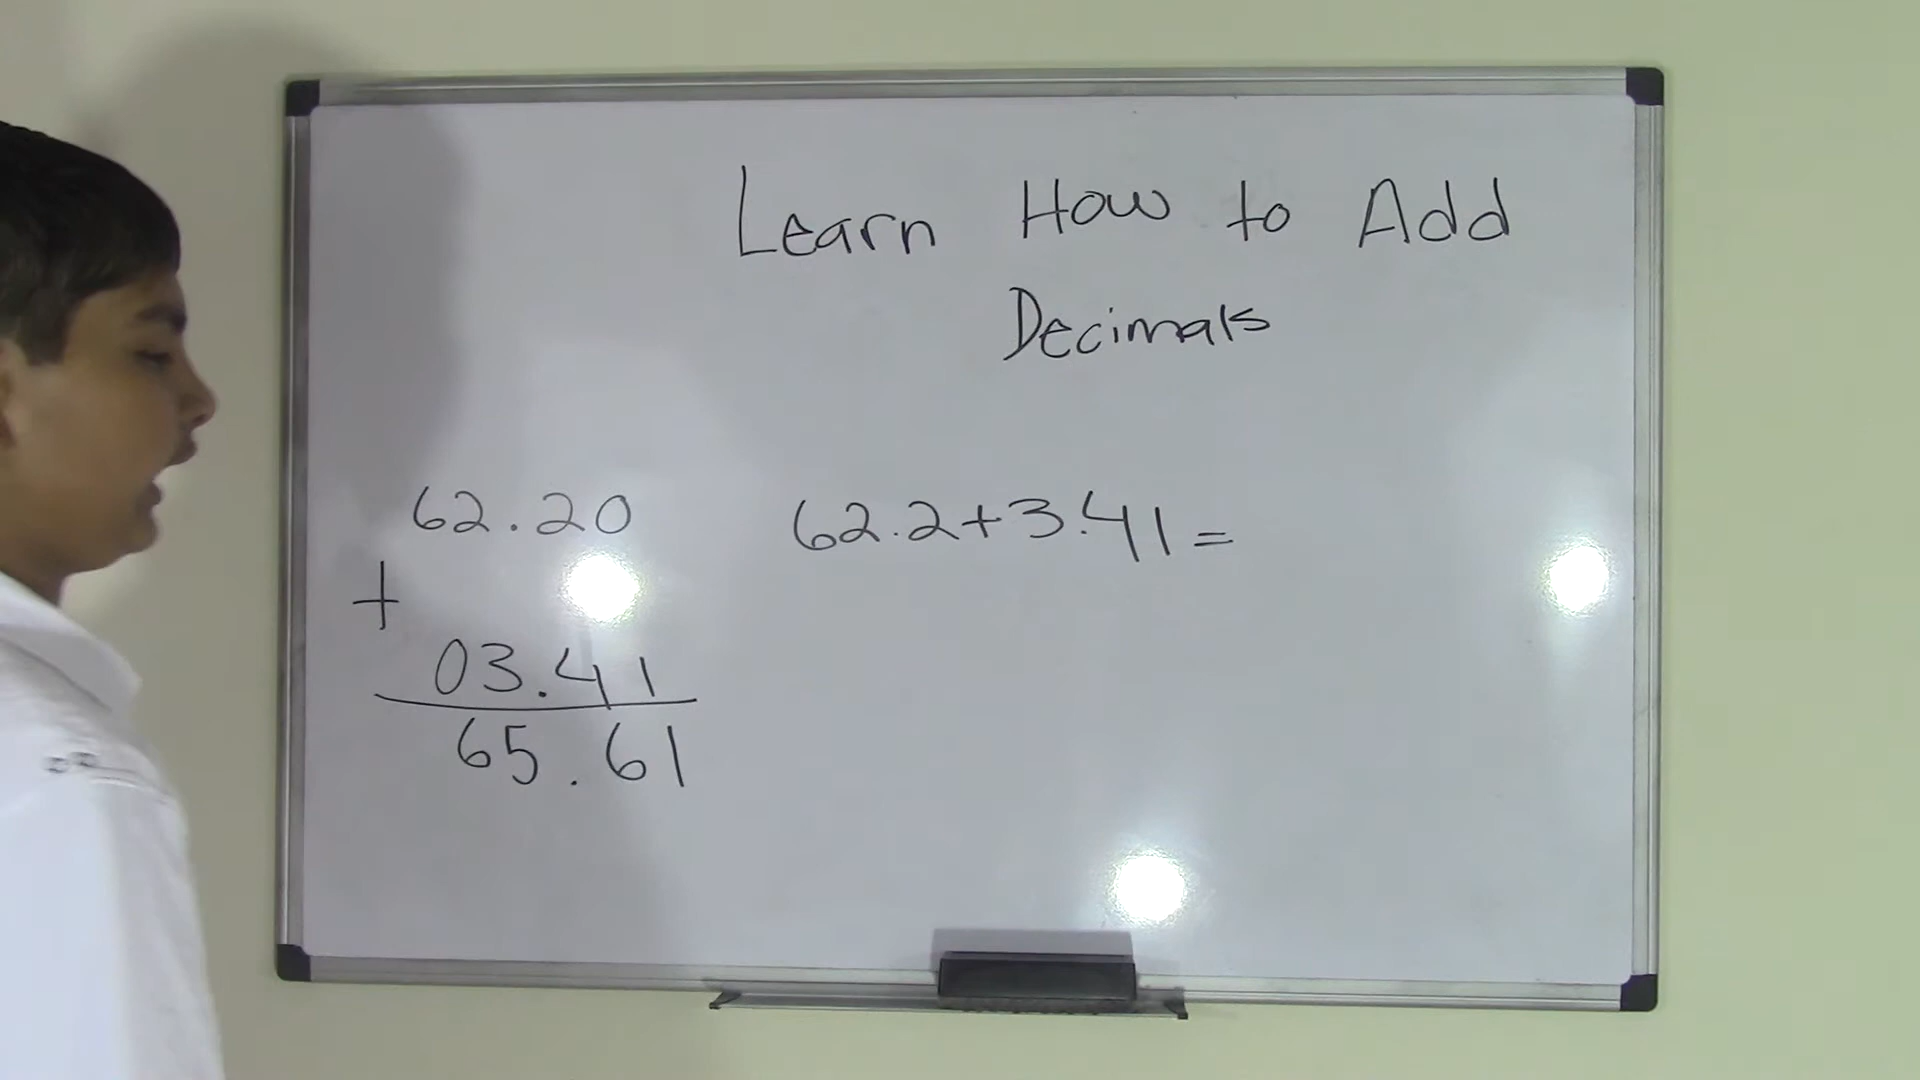 Learn How to Add
Decimals
62.20
+
03.41
65.61
62.2+3.41=